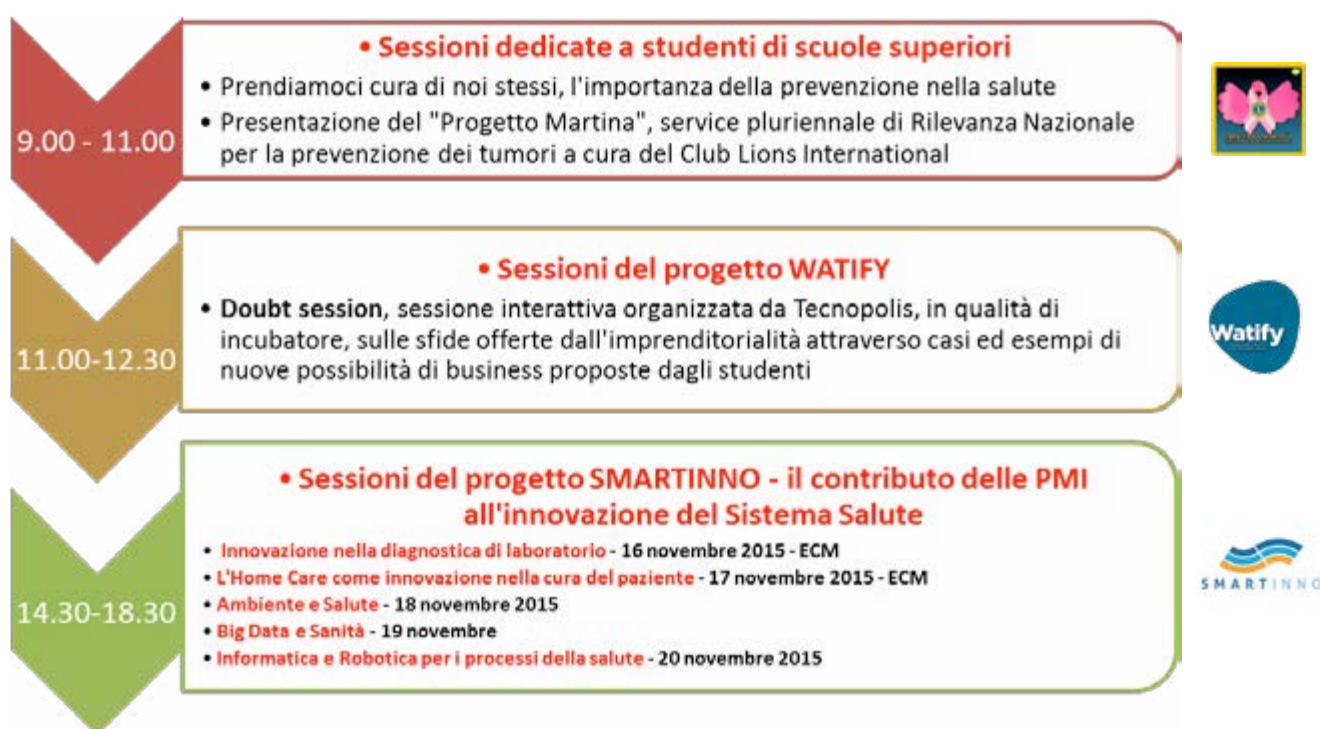 9.00 - 11.00
• Sessioni dedicate a studenti di scuole superiori
• Prendiamoci cura di noi stessi, l'importanza della prevenzione nella salute
• Presentazione del "Progetto Martina", service pluriennale di Rilevanza Nazionale
per la prevenzione dei tumori a cura del Club Lions International
11.00-12.30
• Sessioni del progetto WATIFY
• Doubt session, sessione interattiva organizzata da Tecnopolis, in qualità di
incubatore, sulle sfide offerte dall'imprenditorialità attraverso casi ed esempi di
nuove possibilità di business proposte dagli studenti
Watify
14.30-18.30
• Sessioni del progetto SMARTINNO - il contributo delle PMI
all'innovazione del Sistema Salute
• Innovazione nella diagnostica di laboratorio - 16 novembre 2015 - ECM
• L'Home Care come innovazione nella cura del paziente - 17 novembre 2015 - ECM
• Ambiente e Salute - 18 novembre 2015
• Big Data e Sanità - 19 novembre
• Informatica e Robotica per i processi della salute - 20 novembre 2015
SMARTINNO